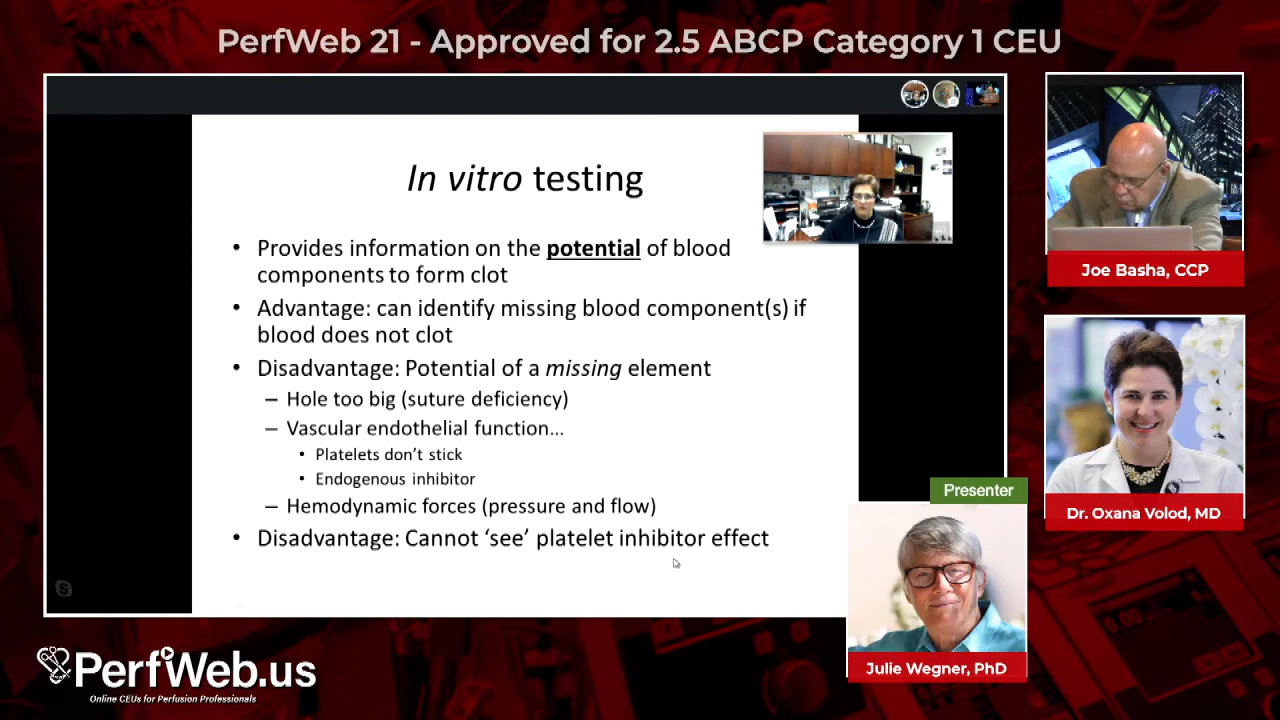 PerfWeb 21 - Approved for 2.5 ABCP Category 1 CEU
In vitro testing
• Provides information on the potential of blood
components to form clot
• Advantage: can identify missing blood component(s) if
blood does not clot
• Disadvantage: Potential of a missing element
– Hole too big (suture deficiency)
– Vascular endothelial function...
• Platelets don't stick
• Endogenous inhibitor
– Hemodynamic forces (pressure and flow)
• Disadvantage: Cannot 'see' platelet inhibitor effect
Joe Basha, CCP
Dr. Oxana Volod, MD
Presenter
Julie Wegner, PhD
PerfWeb.us
Online CEUs for Perfusion Professionals